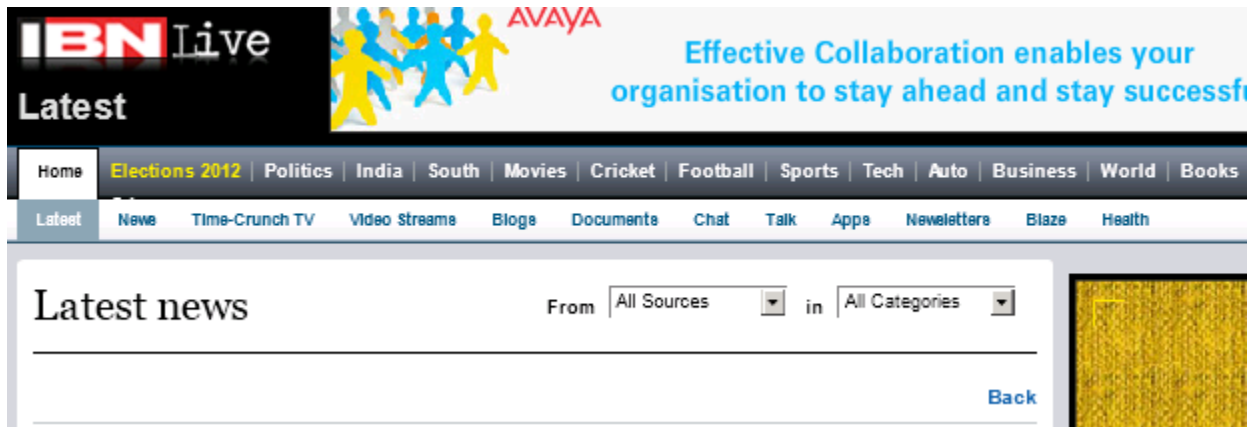 IBN Live
AVAYA
Effective Collaboration enables your
organisation to stay ahead and stay successfu
Latest
Home Elections 2012 | Politics | India | South | Movies | Cricket | Football | Sports | Tech | Auto | Business | World | Books
Latest News Time-Crunch TV Video Streams Blogs Documents Chat Talk Apps Newsletters Blaze Health
Latest news From All Sources in All Categories
Back